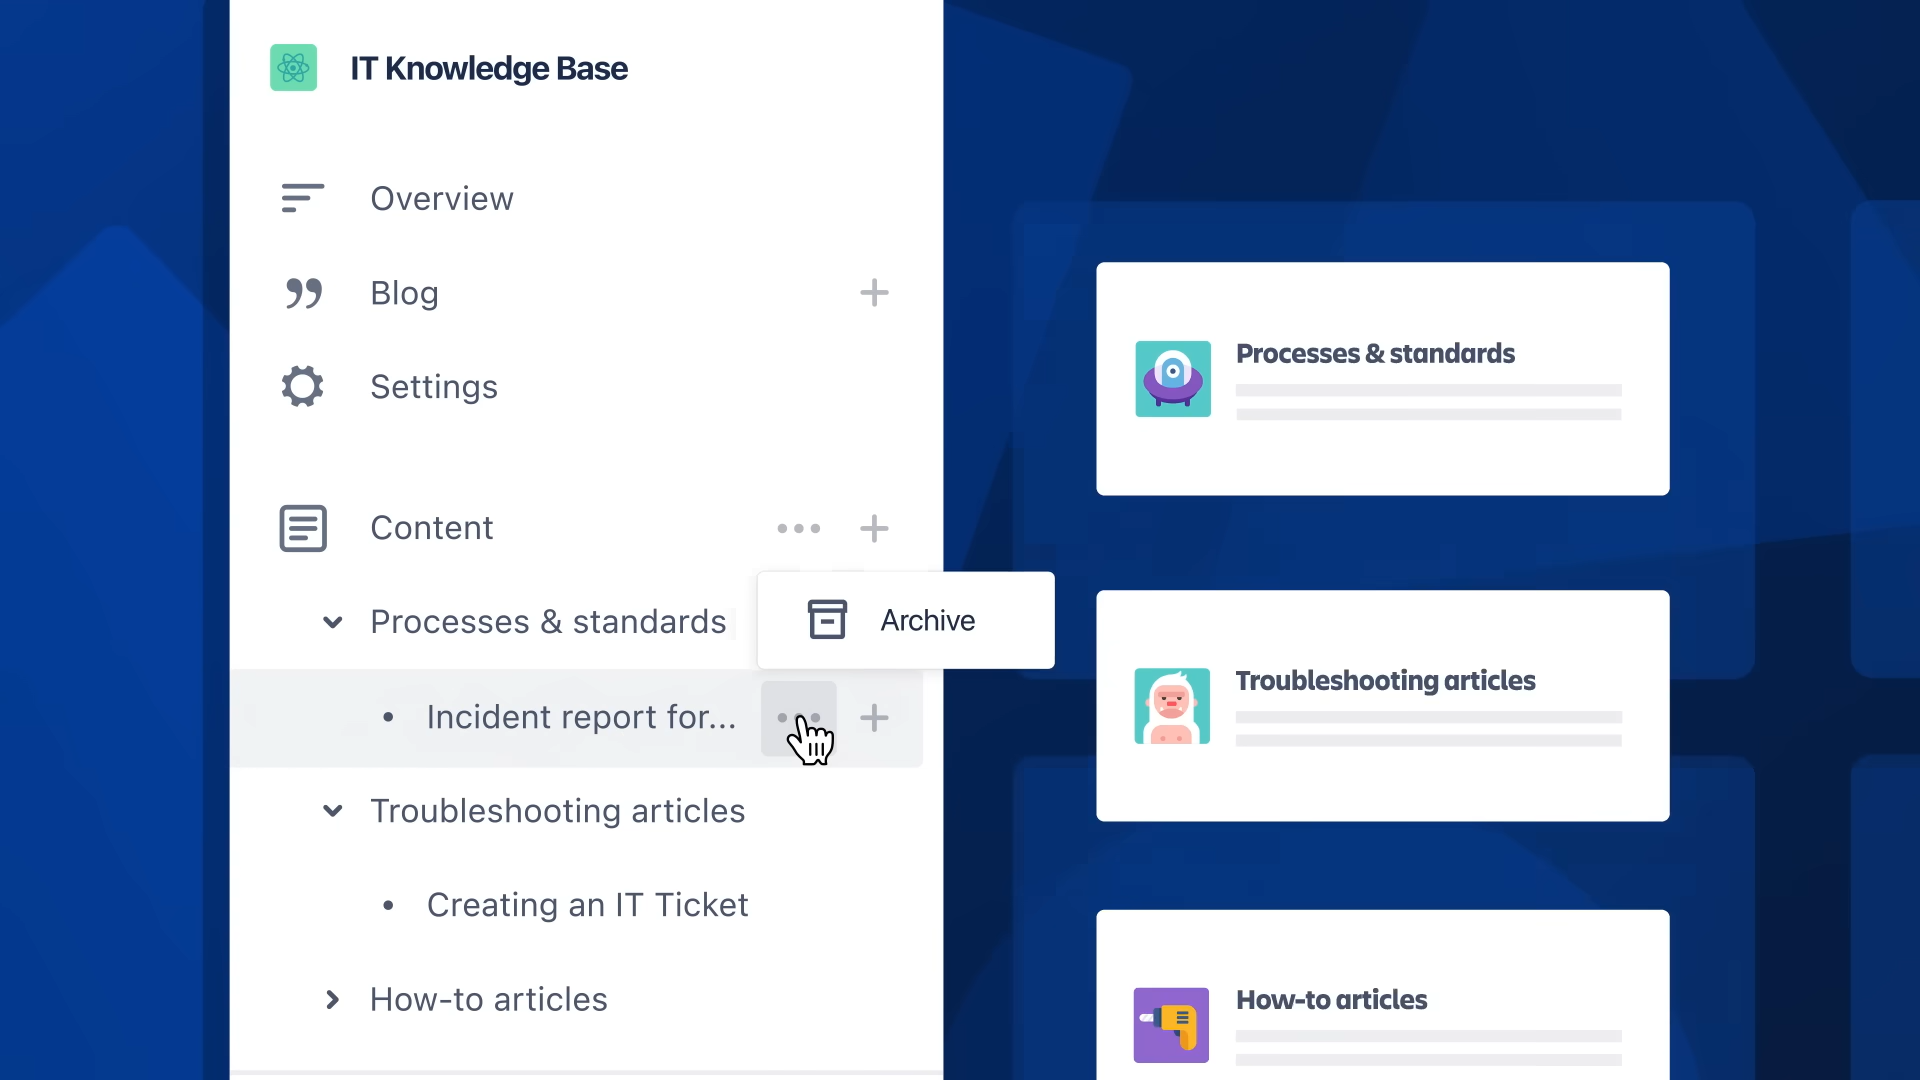 IT Knowledge Base
Overview
Blog
Settings
Content
Archive
Processes & standards
Incident report for...
Troubleshooting articles
Creating an IT Ticket
How-to articles
Processes & standards
Troubleshooting articles
How-to articles